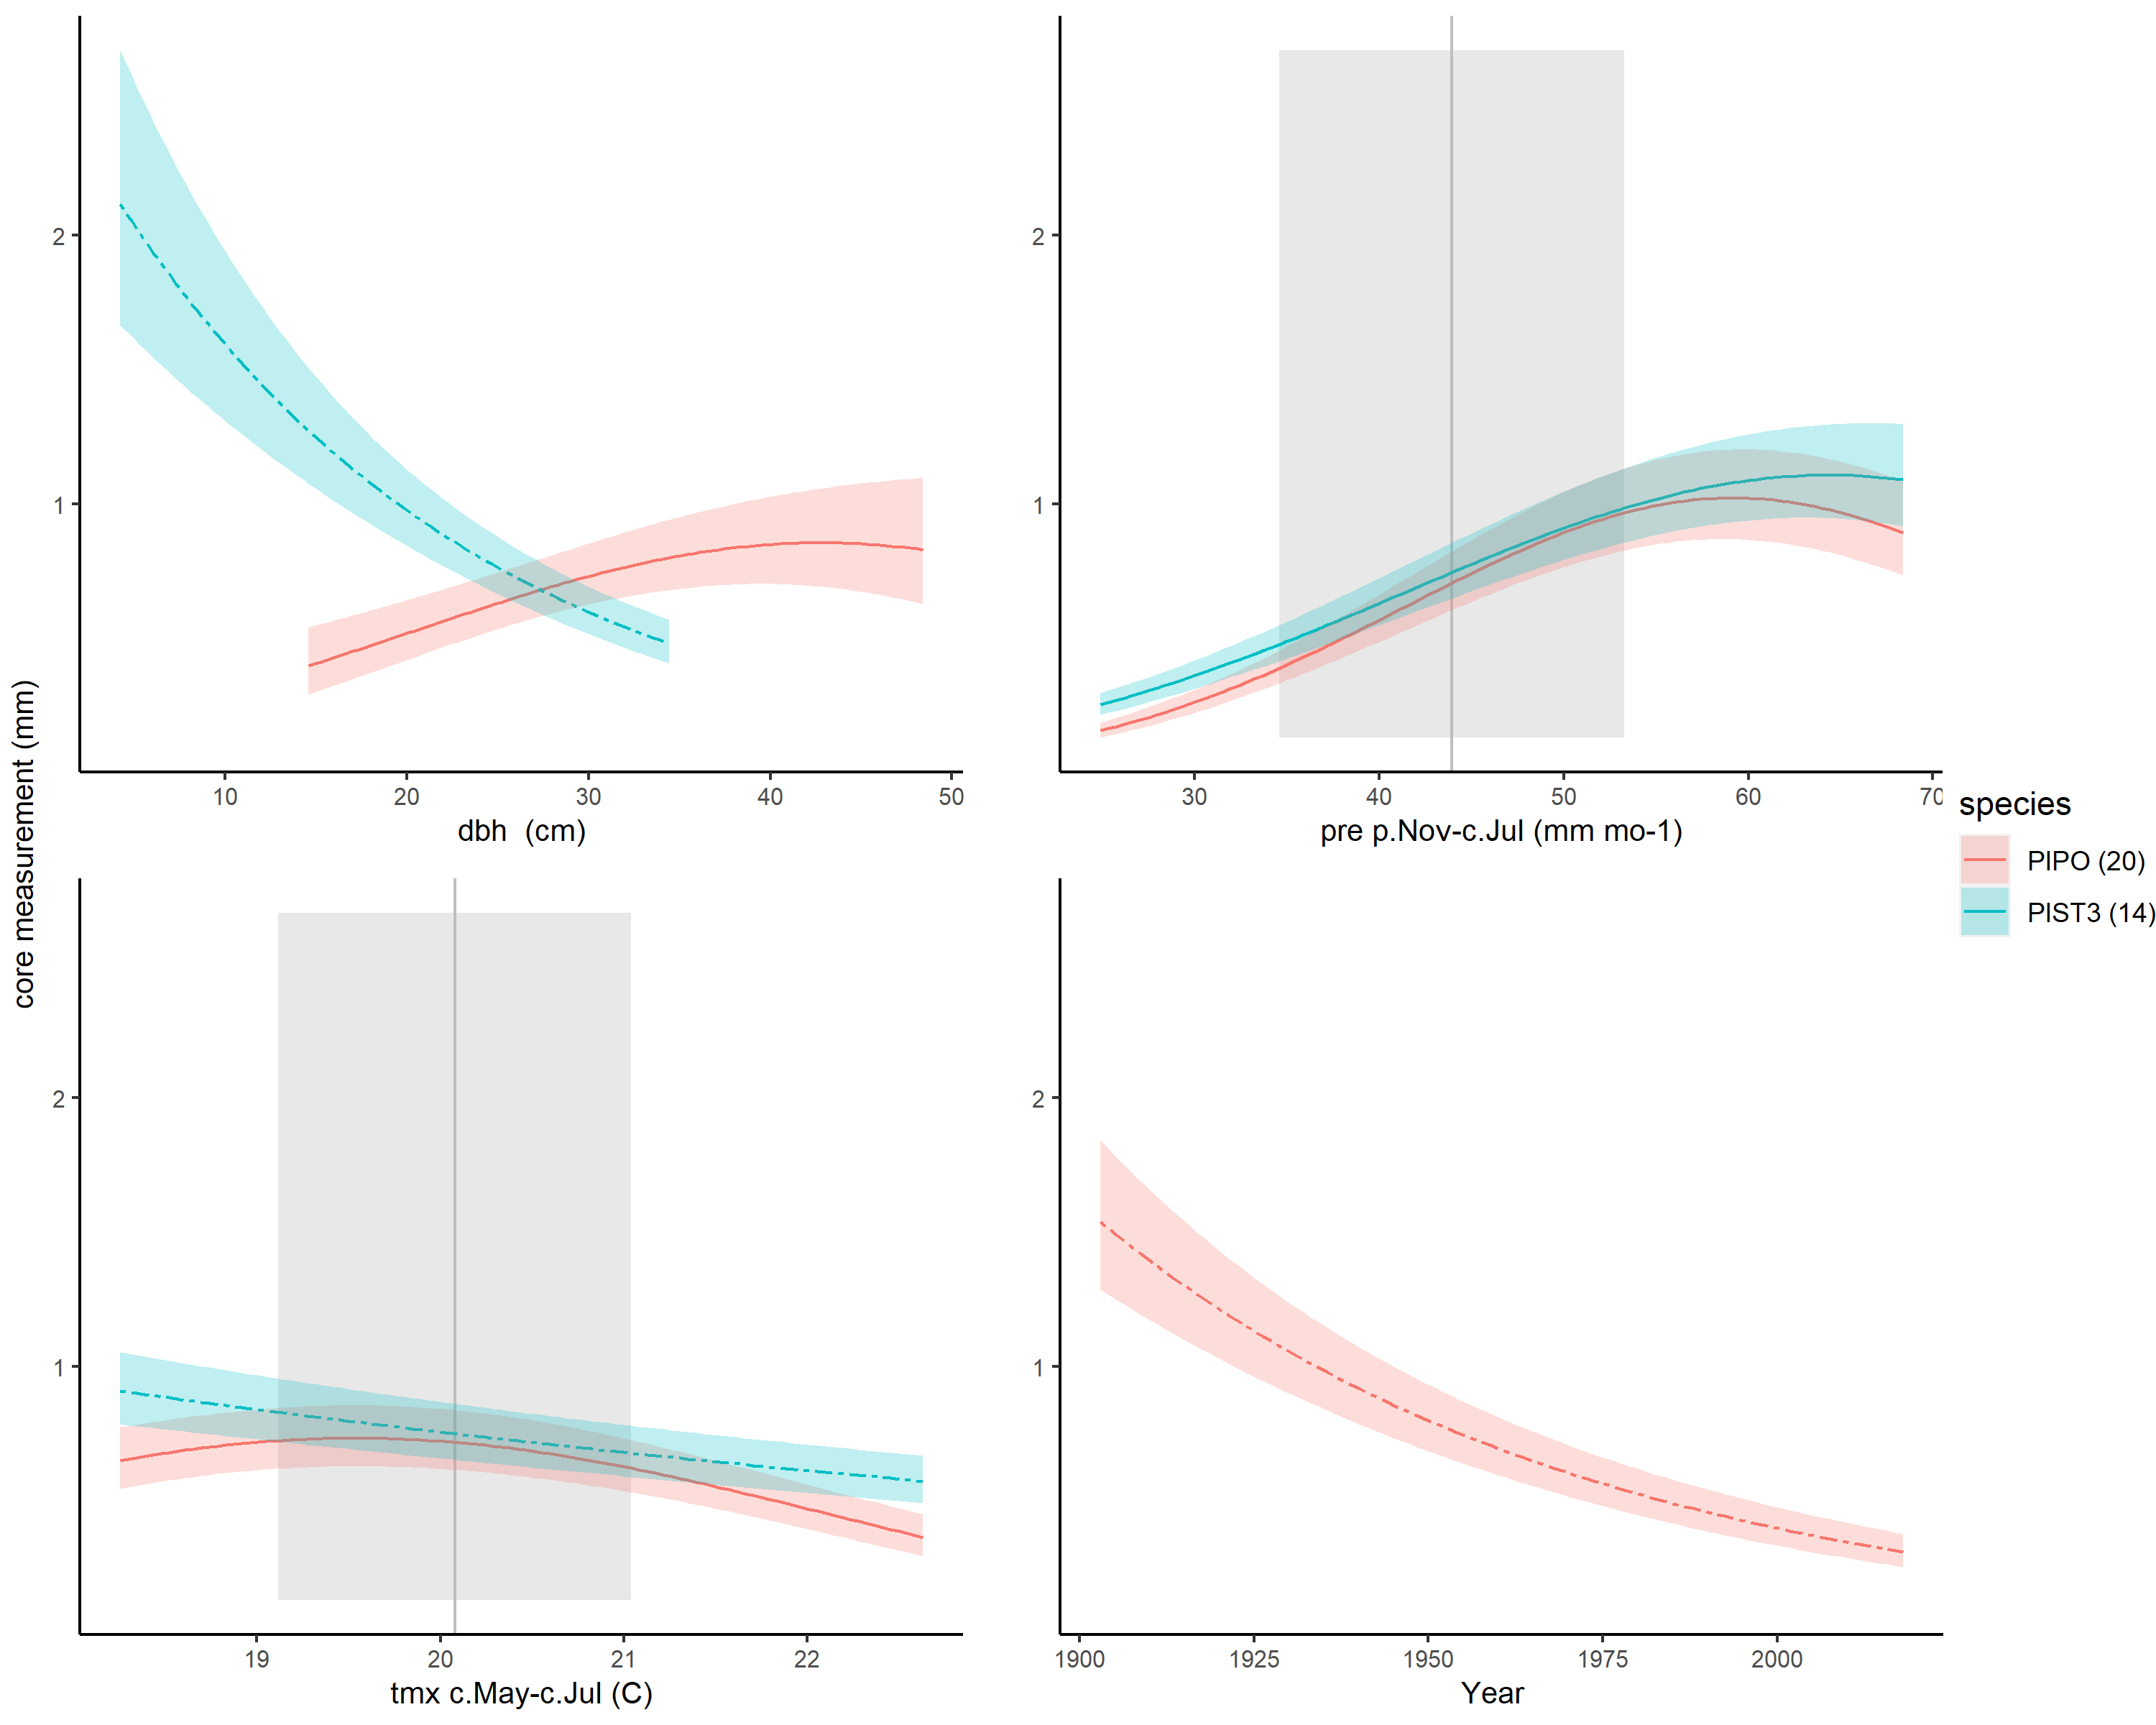 core measurement (mm)
2
1
10 20 30 40 50
dbh  (cm)
2
1
30 40 50 60 70
pre p.Nov-c.Jul (mm mo-1)
2
1
19 20 21 22
tmx c.May-c.Jul (C)
2
1
1900 1925 1950 1975 2000
Year
species
PIPO (20)
PIST3 (14)